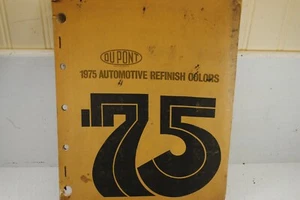 DU PONT
1975 AUTOMOTIVE REFINISH COLORS
'75